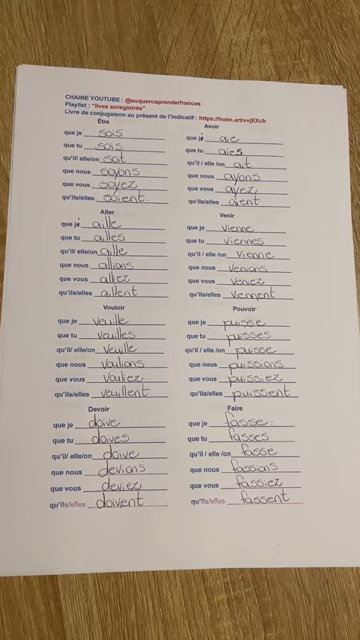 CHAINE YOUTUBE : @euqueroaprenderfrances
Playlist : "lives enregistrés"
Livre de conjugaison au présent de l'indicatif : https://hotm.art/vvjEXcb
Être
que je sois
que tu sois
qu'il/ elle/on soit
que nous soyons
que vous soyez
qu'ils/elles soient.
Avoir
que j' aie
que tu aies
qu'il / elle /on ait
que nous ayons
que vous ayez
qu'ils/elles aient
Aller
que j' aille
que tu ailles
qu'il/ elle/on aille
que nous allions
que vous alliez
qu'ils/elles aillent
Venir
que je vienne
que tu viennes
qu'il / elle /on vienne
que nous venions
que vous veniez
qu'ils/elles viennent
Vouloir
que je veuille
que tu veuilles
qu'il/ elle/on veuille
que nous voulions
que vous vouliez
qu'ils/elles veuillent
Pouvoir
que je puisse
que tu puisses
qu'il / elle /on puisse
que nous puissions
que vous puissiez
qu'ils/elles puissent
Devoir
que je doive
que tu doives
qu'il/ elle/on doive
que nous devions
que vous deviez
qu'ils/elles doivent
Faire
que je fasse.
que tu fasses
qu'il / elle /on fasse
que nous fassions
que vous fassiez
qu'ils/elles fassent